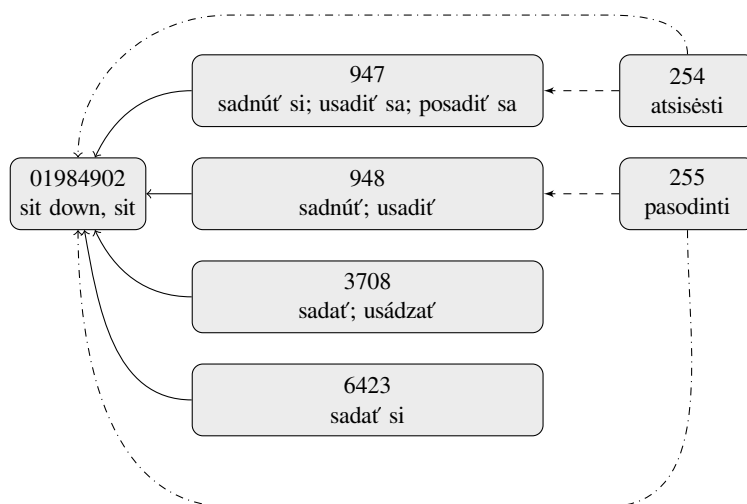 947
sadnúť si; usadiť sa; posadiť sa
254
atsisėsti
01984902
sit down, sit
948
sadnúť; usadiť
255
pasodinti
3708
sadať; usádzať
6423
sadať si